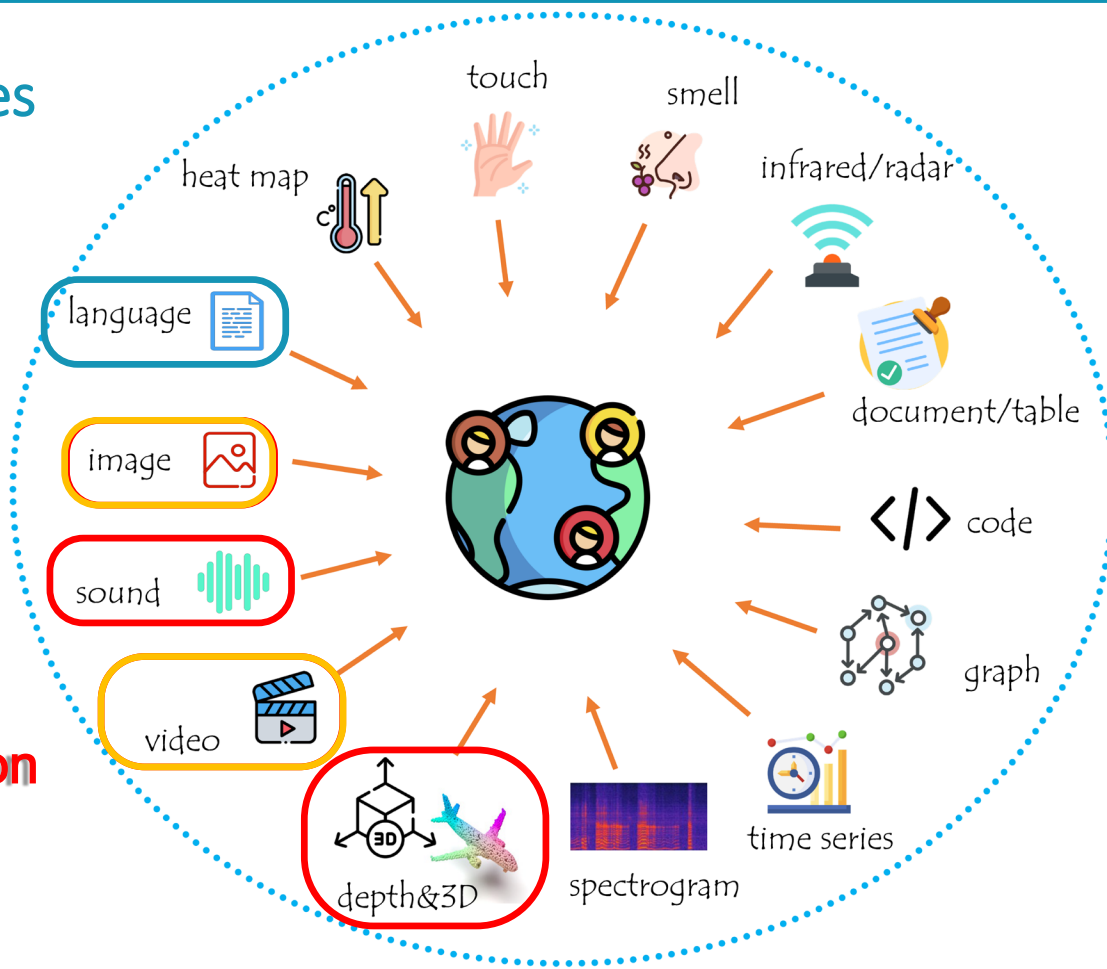 es
touch
smell
heat map
infrared/radar
C°
language
document/table
image
code
sound
graph
video
on
3D
time series
depth&3D
spectrogram